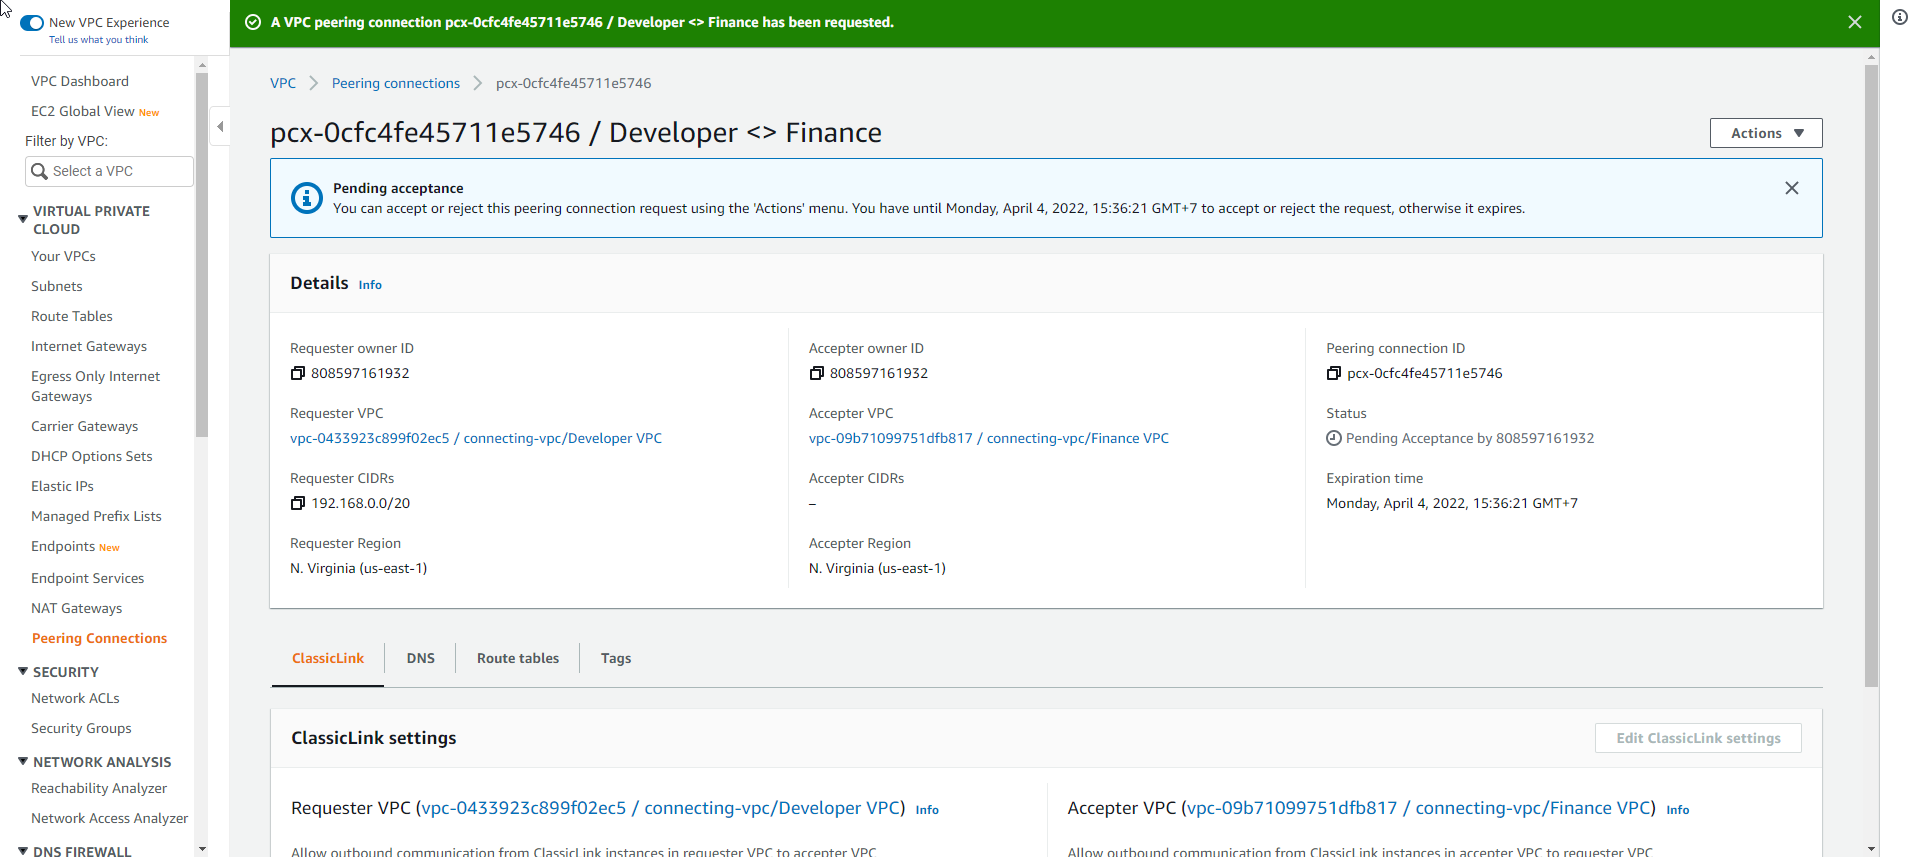 New VPC Experience
Tell us what you think
VPC Dashboard
EC2 Global View New
Filter by VPC:
Select a VPC
VIRTUAL PRIVATE
CLOUD
Your VPCs
Subnets
Route Tables
Internet Gateways
Egress Only Internet
Gateways
Carrier Gateways
DHCP Options Sets
Elastic IPs
Managed Prefix Lists
Endpoints New
Endpoint Services
NAT Gateways
Peering Connections
SECURITY
Network ACLs
Security Groups
NETWORK ANALYSIS
Reachability Analyzer
Network Access Analyzer
DNS FIREWALL
A VPC peering connection pcx-0cfc4fe45711e5746 / Developer <> Finance has been requested.
VPC > Peering connections > pcx-0cfc4fe45711e5746
pcx-0cfc4fe45711e5746 / Developer <> Finance
Actions
Pending acceptance
You can accept or reject this peering connection request using the 'Actions' menu. You have until Monday, April 4, 2022, 15:36:21 GMT+7 to accept or reject the request, otherwise it expires.
Details Info
Requester owner ID
808597161932
Requester VPC
vpc-0433923c899f02ec5 / connecting-vpc/Developer VPC
Requester CIDRs
192.168.0.0/20
Requester Region
N. Virginia (us-east-1)
Accepter owner ID
808597161932
Accepter VPC
vpc-09b71099751dfb817 / connecting-vpc/Finance VPC
Accepter CIDRs
–
Accepter Region
N. Virginia (us-east-1)
Peering connection ID
pcx-0cfc4fe45711e5746
Status
Pending Acceptance by 808597161932
Expiration time
Monday, April 4, 2022, 15:36:21 GMT+7
ClassicLink
DNS
Route tables
Tags
ClassicLink settings
Edit ClassicLink settings
Requester VPC (vpc-0433923c899f02ec5 / connecting-vpc/Developer VPC) Info
Allow outbound communication from ClassicLink instances in requester VPC to accepter VPC
Accepter VPC (vpc-09b71099751dfb817 / connecting-vpc/Finance VPC) Info
Allow outbound communication from ClassicLink instances in accepter VPC to requester VPC